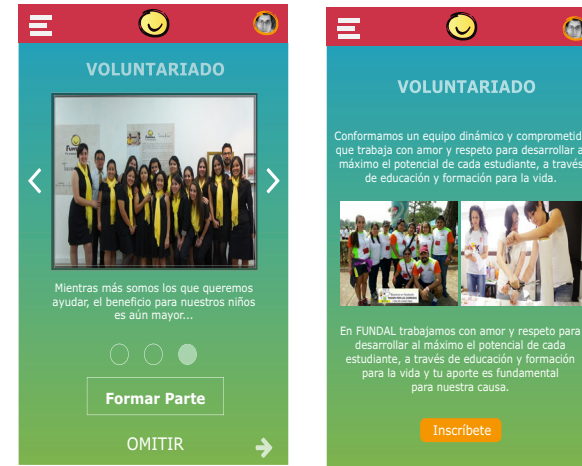 VOLUNTARIADO
Mientras más somos los que queremos
ayudar, el beneficio para nuestros niños
es aún mayor...
Formar Parte
OMITIR
VOLUNTARIADO
Conformamos un equipo dinámico y comprometid
que trabaja con amor y respeto para desarrollar a
máximo el potencial de cada estudiante, a través
de educación y formación para la vida.
En FUNDAL trabajamos con amor y respeto para
desarrollar al máximo el potencial de cada
estudiante, a través de educación y formación
para la vida y tu aporte es fundamental
para nuestra causa.
Inscríbete